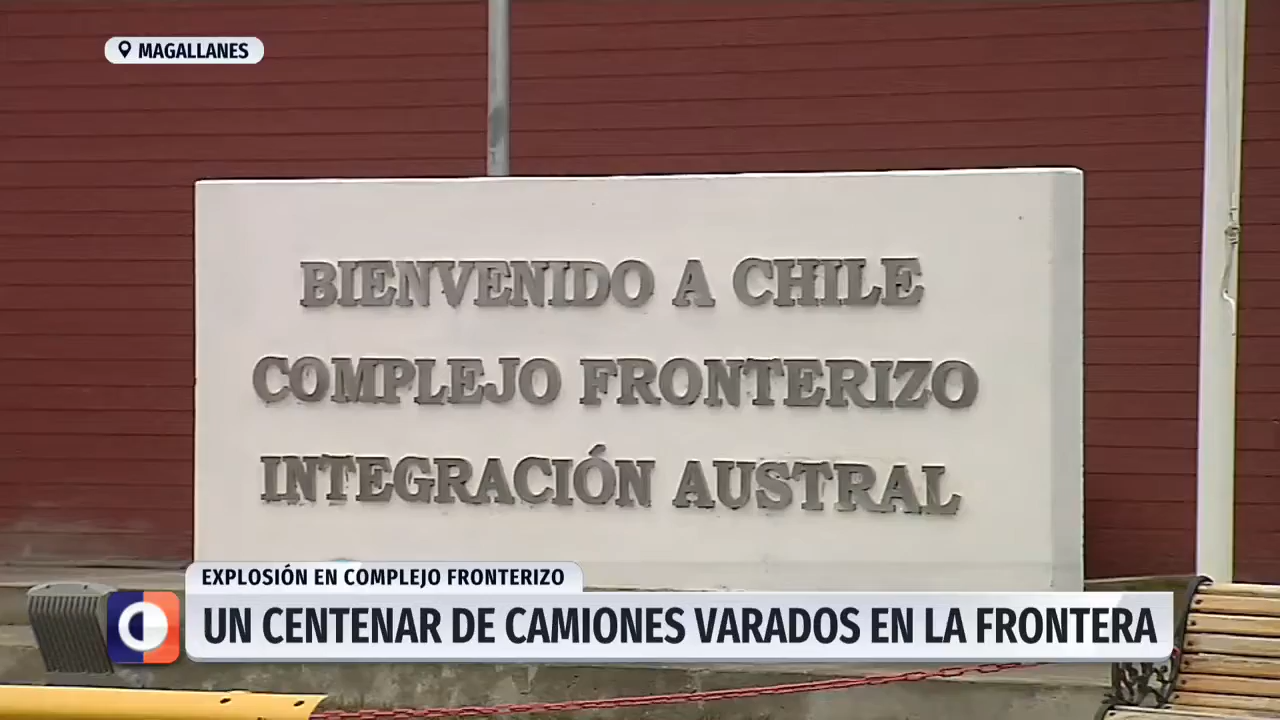 MAGALLANES
BIENVENIDO A CHILE
COMPLEJO FRONTERIZO
INTEGRACIÓN AUSTRAL
EXPLOSIÓN EN COMPLEJO FRONTERIZO
UN CENTENAR DE CAMIONES VARADOS EN LA FRONTERA